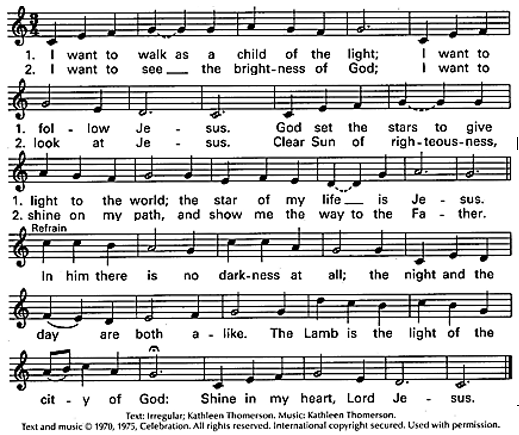 1. I want to walk as a child of the light; I want to
2. I want to see the bright-ness of God; I want to
1. fol - low Je - sus. God set the stars to give
2. look at Je - sus. Clear Sun of right-eous-ness,
1. light to the world; the star of my life is Je - sus.
2. shine on my path, and show me the way to the Fa - ther.
Refrain
In him there is no dark-ness at all; the night and the
day are both a - like. The Lamb is the light of the
cit - y of God: Shine in my heart, Lord Je - sus.
Text: Irregular; Kathleen Thomerson. Music: Kathleen Thomerson.
Text and music © 1970, 1975, Celebration. All rights reserved. International copyright secured. Used with permission.